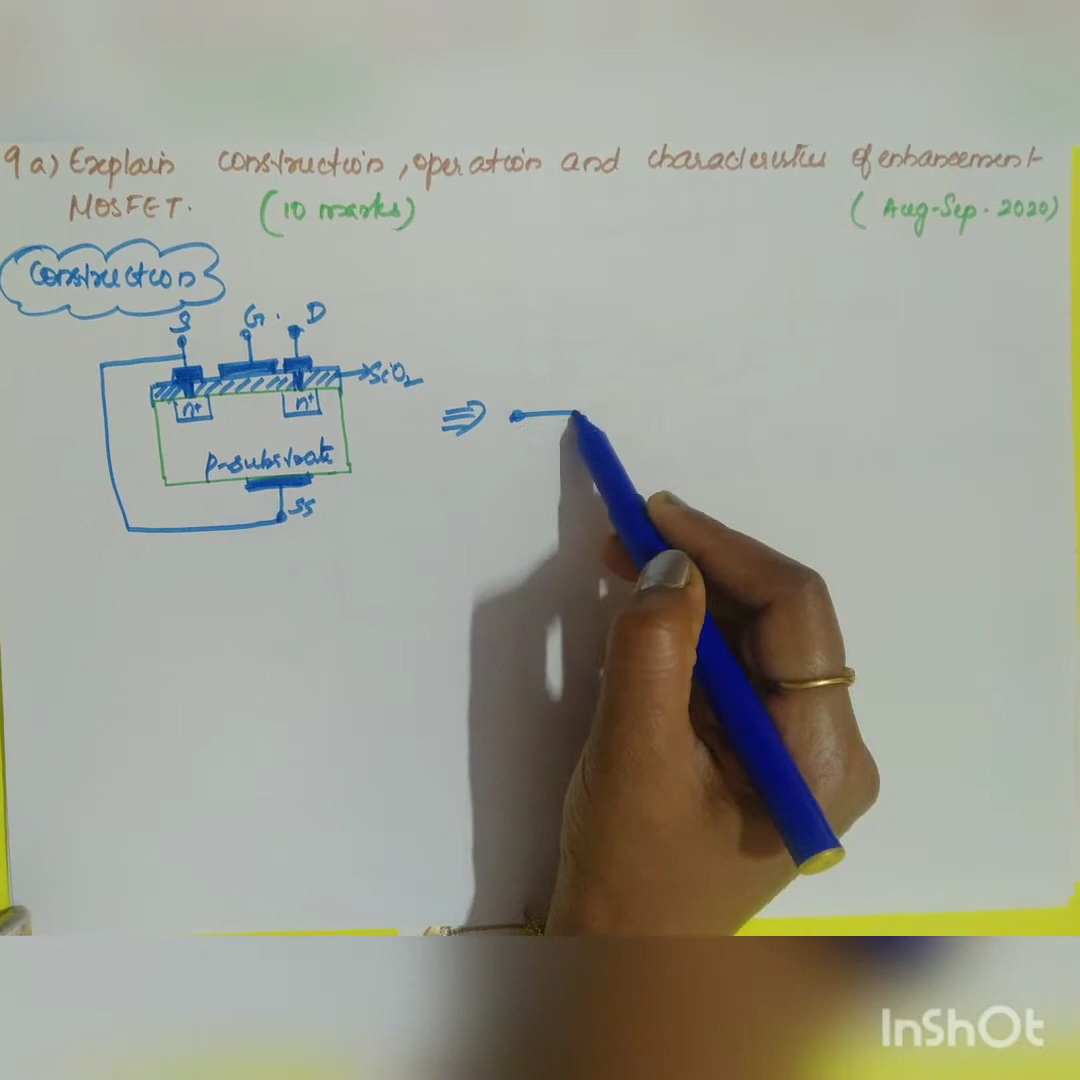 9 a) Explain construction, operation and characteristics of enhancement
MOSFET. (10 marks) (Aug-Sep. 2020)
Construction
S G. D
SiO2
n+ n+
p-substrate
SS
InShOt